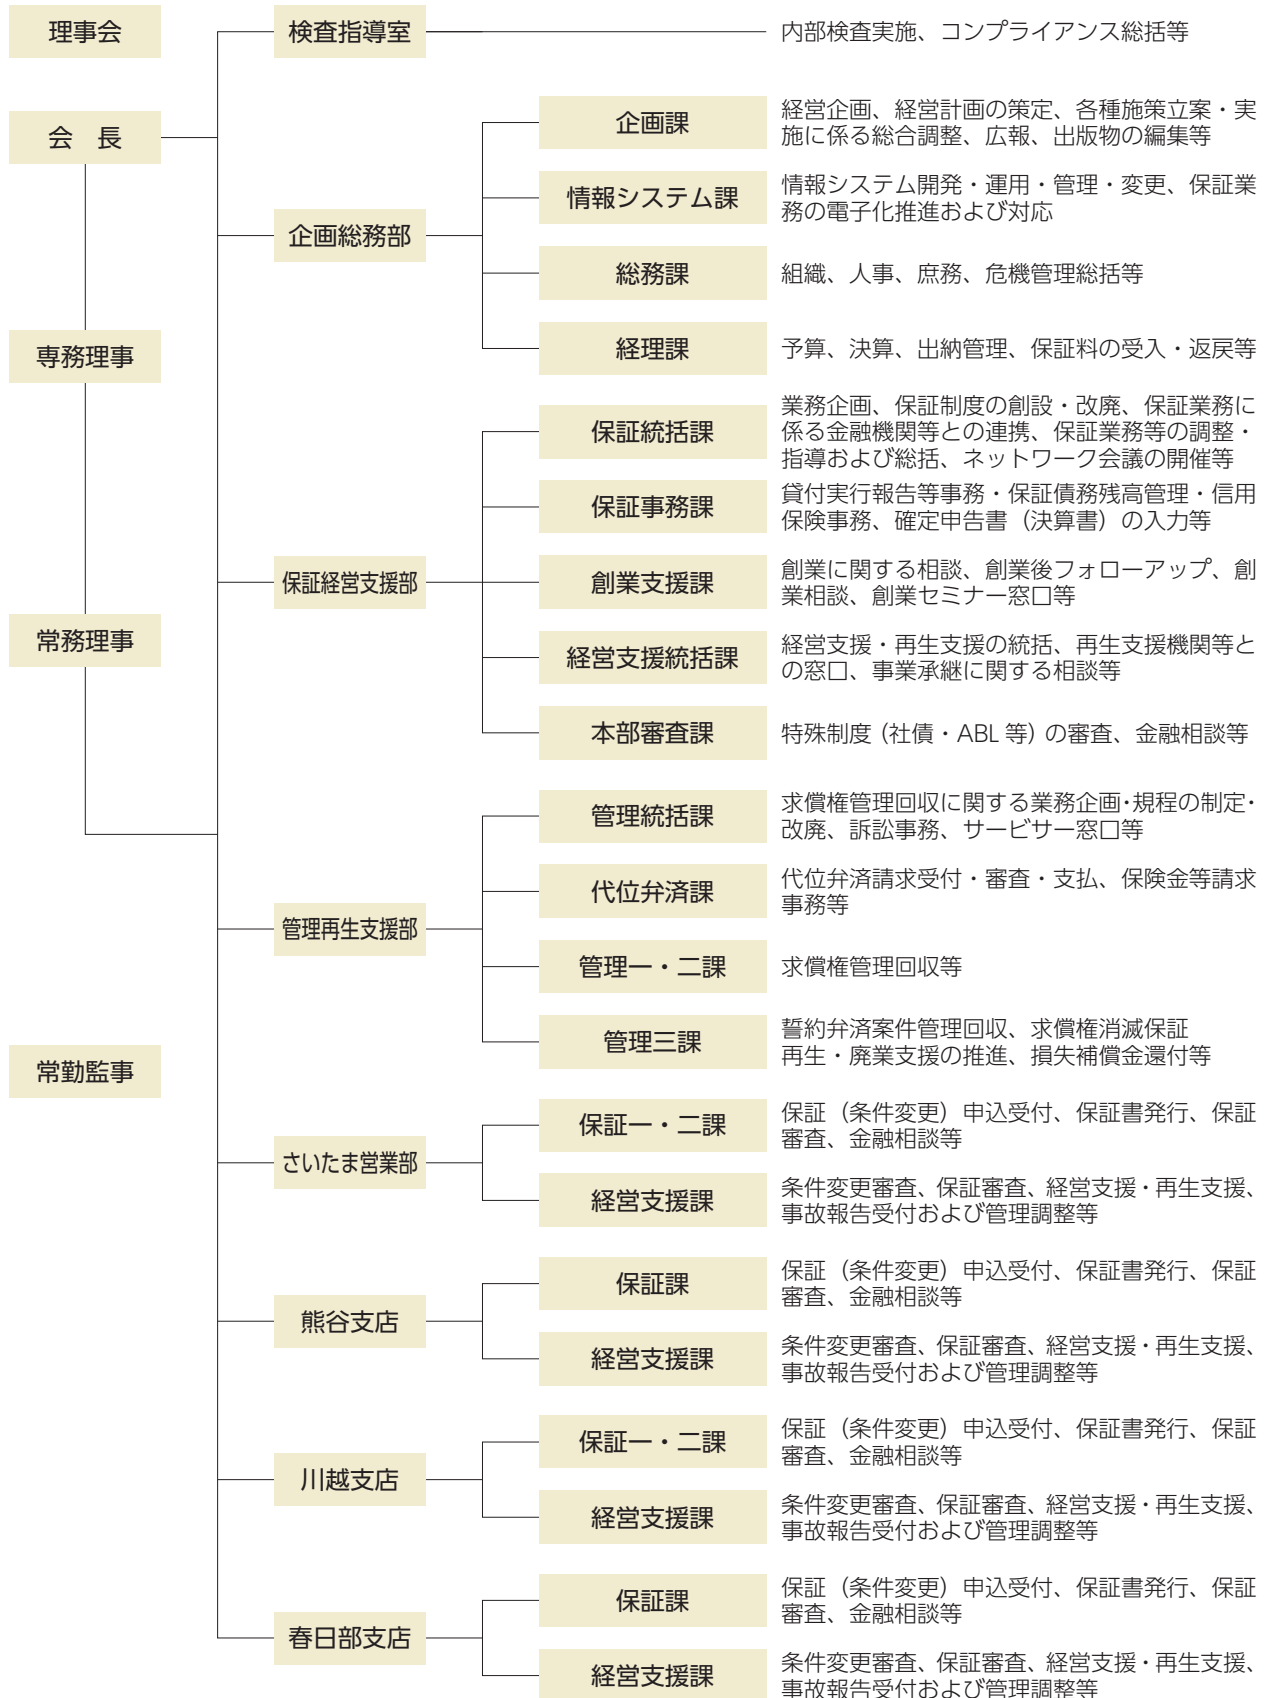 理事会
会 長
専務理事
常務理事
常勤監事
検査指導室
内部検査実施、コンプライアンス総括等
企画総務部
企画課
経営企画、経営計画の策定、各種施策立案・実
施に係る総合調整、広報、出版物の編集等
情報システム課
情報システム開発・運用・管理・変更、保証業
務の電子化推進および対応
総務課
組織、人事、庶務、危機管理総括等
経理課
予算、決算、出納管理、保証料の受入・返戻等
保証経営支援部
保証統括課
業務企画、保証制度の創設・改廃、保証業務に
係る金融機関等との連携、保証業務等の調整・
指導および総括、ネットワーク会議の開催等
保証事務課
貸付実行報告等事務・保証債務残高管理・信用
保険事務、確定申告書（決算書）の入力等
創業支援課
創業に関する相談、創業後フォローアップ、創
業相談、創業セミナー窓口等
経営支援統括課
経営支援・再生支援の統括、再生支援機関等と
の窓口、事業承継に関する相談等
本部審査課
特殊制度（社債・ABL 等）の審査、金融相談等
管理再生支援部
管理統括課
求償権管理回収に関する業務企画・規程の制定・
改廃、訴訟事務、サービサー窓口等
代位弁済課
代位弁済請求受付・審査・支払、保険金等請求
事務等
管理一・二課
求償権管理回収等
管理三課
誓約弁済案件管理回収、求償権消滅保証
再生・廃業支援の推進、損失補償金還付等
さいたま営業部
保証一・二課
保証（条件変更）申込受付、保証書発行、保証
審査、金融相談等
経営支援課
条件変更審査、保証審査、経営支援・再生支援、
事故報告受付および管理調整等
熊谷支店
保証課
保証（条件変更）申込受付、保証書発行、保証
審査、金融相談等
経営支援課
条件変更審査、保証審査、経営支援・再生支援、
事故報告受付および管理調整等
川越支店
保証一・二課
保証（条件変更）申込受付、保証書発行、保証
審査、金融相談等
経営支援課
条件変更審査、保証審査、経営支援・再生支援、
事故報告受付および管理調整等
春日部支店
保証課
保証（条件変更）申込受付、保証書発行、保証
審査、金融相談等
経営支援課
条件変更審査、保証審査、経営支援・再生支援、
事故報告受付および管理調整等